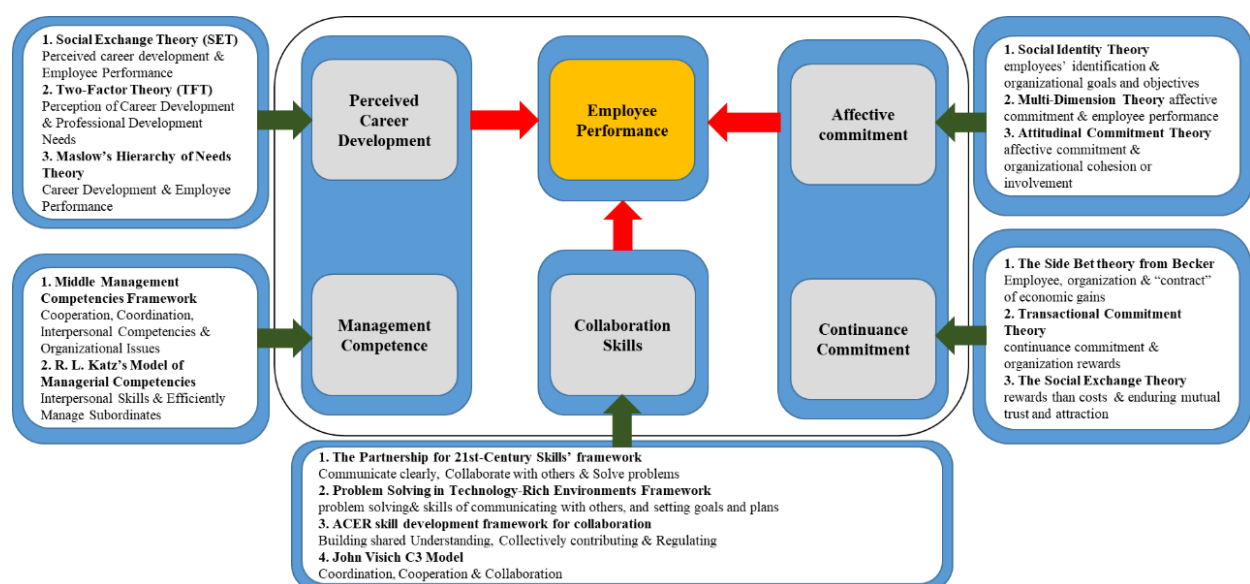 1. Social Exchange Theory (SET)
Perceived career development &
Employee Performance
2. Two-Factor Theory (TFT)
Perception of Career Development
& Professional Development
Needs
3. Maslow's Hierarchy of Needs
Theory
Career Development & Employee
Performance
Perceived
Career
Development
Employee
Performance
Affective
commitment
1. Social Identity Theory
employees' identification &
organizational goals and objectives
2. Multi-Dimension Theory affective
commitment & employee performance
3. Attitudinal Commitment Theory
affective commitment &
organizational cohesion or
involvement
1. Middle Management
Competencies Framework
Cooperation, Coordination,
Interpersonal Competencies &
Organizational Issues
2. R. L. Katz's Model of
Managerial Competencies
Interpersonal Skills & Efficiently
Manage Subordinates
Management
Competence
Collaboration
Skills
Continuance
Commitment
1. The Side Bet theory from Becker
Employee, organization & "contract"
of economic gains
2. Transactional Commitment
Theory
continuance commitment &
organization rewards
3. The Social Exchange Theory
rewards than costs & enduring mutual
trust and attraction
1. The Partnership for 21st-Century Skills' framework
Communicate clearly, Collaborate with others & Solve problems
2. Problem Solving in Technology-Rich Environments Framework
problem solving& skills of communicating with others, and setting goals and plans
3. ACER skill development framework for collaboration
Building shared Understanding, Collectively contributing & Regulating
4. John Visich C3 Model
Coordination, Cooperation & Collaboration